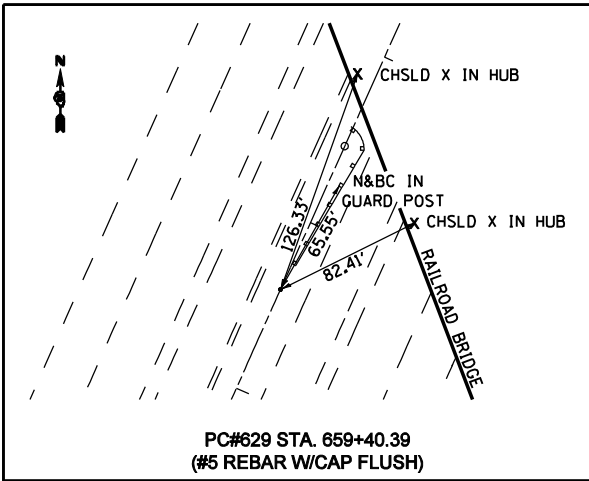 N
CHSLD X IN HUB
N&BC IN
GUARD POST
126.33'
65.55'
CHSLD X IN HUB
82.41'
RAILROAD BRIDGE
PC#629 STA. 659+40.39
(#5 REBAR W/CAP FLUSH)